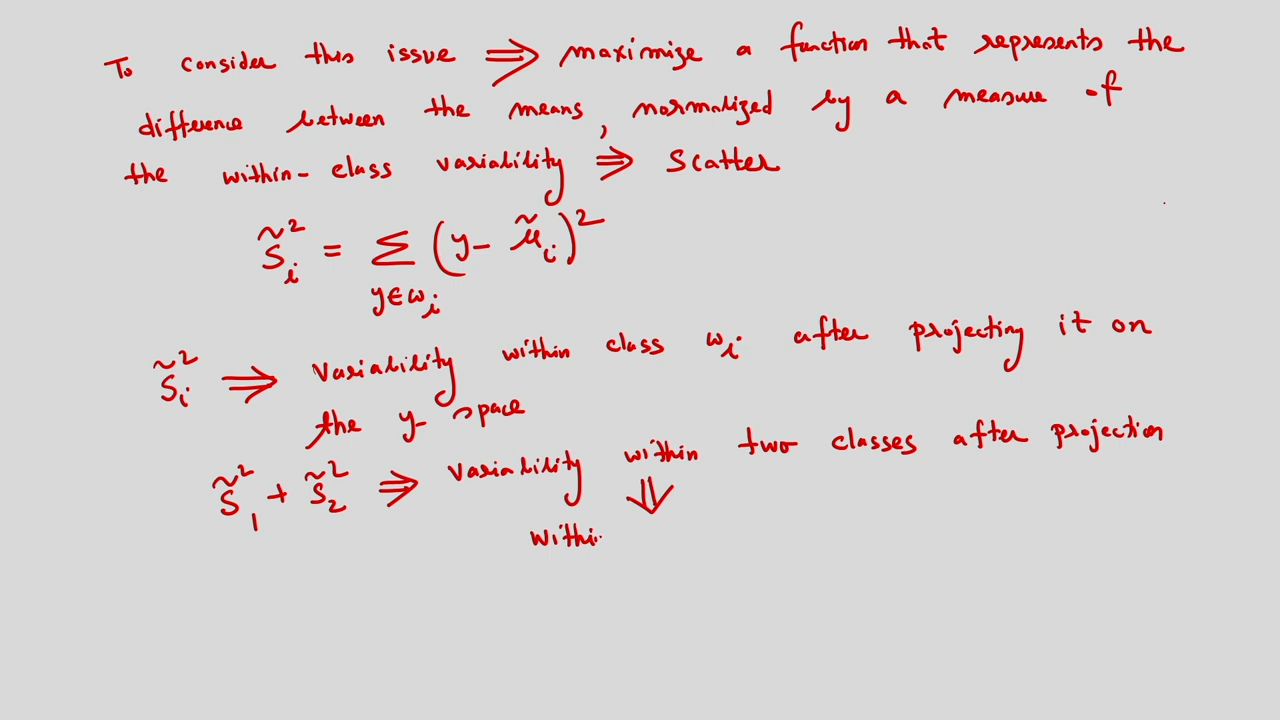 To consider this issue ⇒ maximize a function that represents the
difference between the means, normalized by a measure of
the within-class variability ⇒ Scatter
S̃ᵢ² = Σ (y - μ̃ᵢ)²
y∈ωᵢ
S̃ᵢ² ⇒ Variability within class ωᵢ after projecting it on
the y-space
S̃₁² + S̃₂² ⇒ Variability within two classes after projection
⇓
Withi